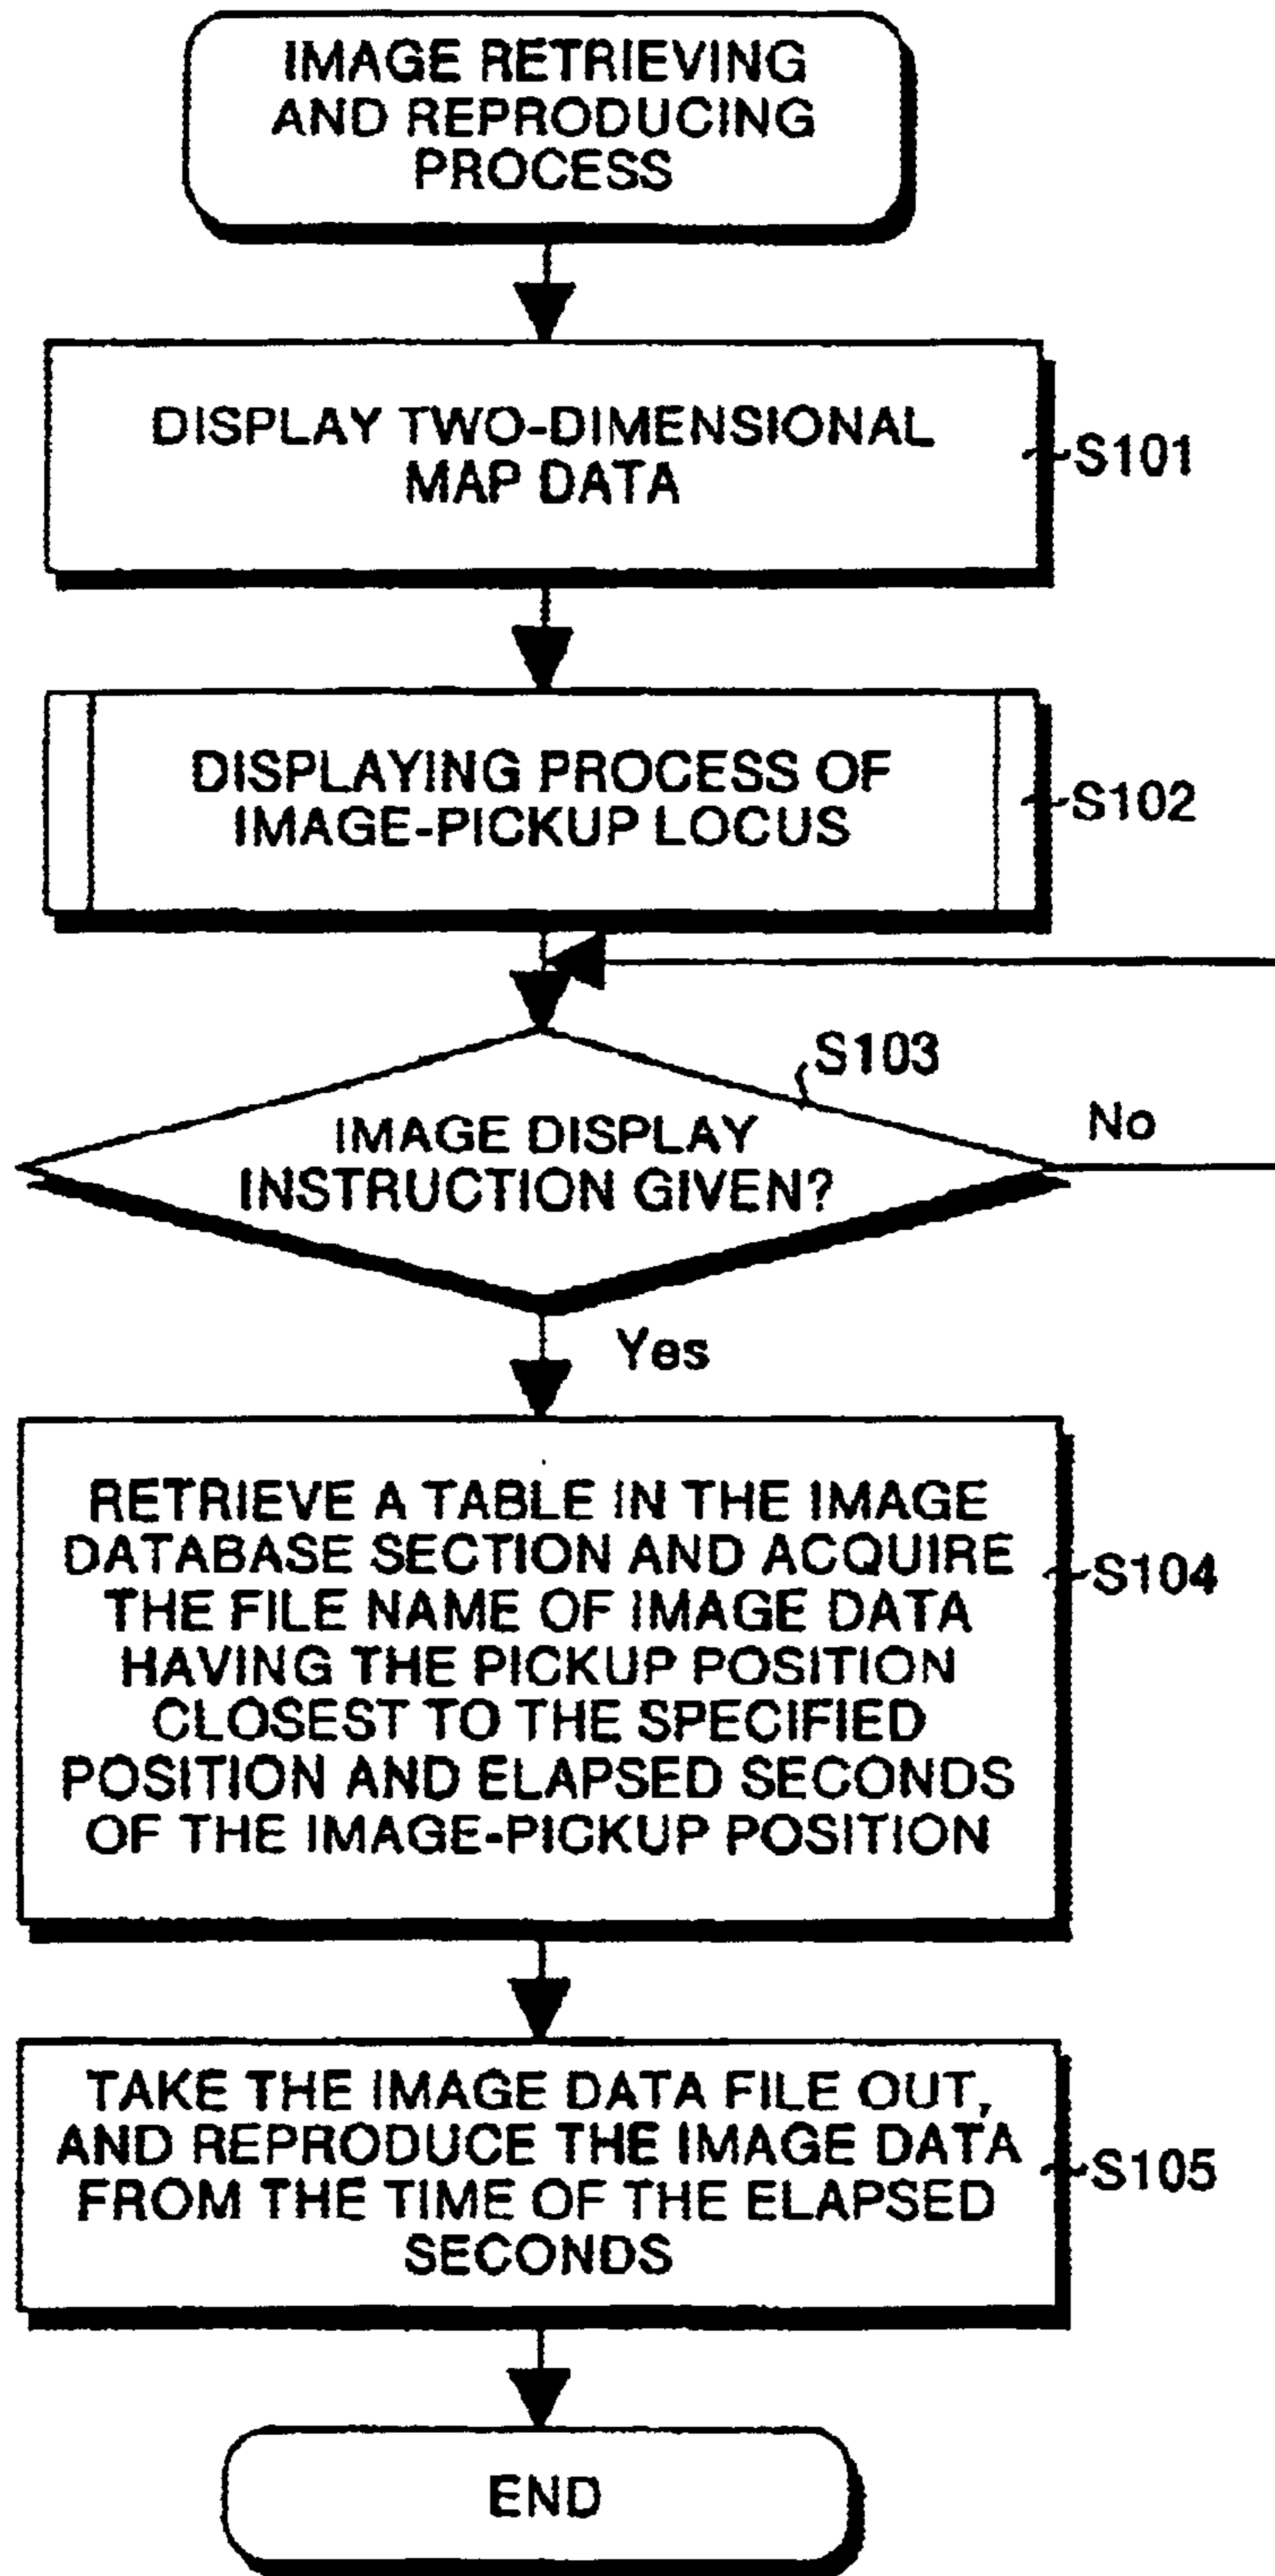 IMAGE RETRIEVING
AND REPRODUCING
PROCESS
DISPLAY TWO-DIMENSIONAL
MAP DATA
S101
DISPLAYING PROCESS OF
IMAGE-PICKUP LOCUS
S102
S103
IMAGE DISPLAY
INSTRUCTION GIVEN?
No
Yes
RETRIEVE A TABLE IN THE IMAGE
DATABASE SECTION AND ACQUIRE
THE FILE NAME OF IMAGE DATA
HAVING THE PICKUP POSITION
CLOSEST TO THE SPECIFIED
POSITION AND ELAPSED SECONDS
OF THE IMAGE-PICKUP POSITION
S104
TAKE THE IMAGE DATA FILE OUT,
AND REPRODUCE THE IMAGE DATA
FROM THE TIME OF THE ELAPSED
SECONDS
S105
END